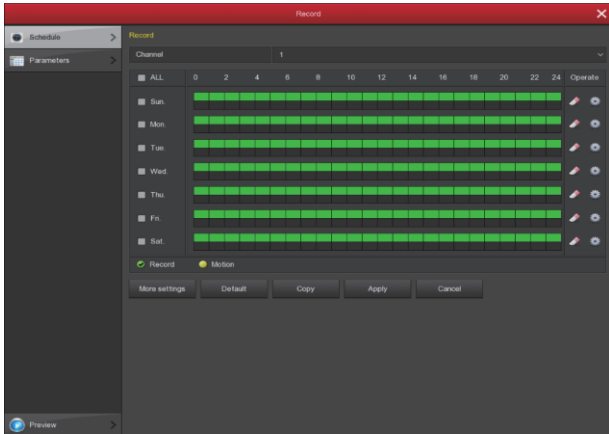 Record
Schedule
Parameters
Record
Channel 1
ALL 0 2 4 6 8 10 12 14 16 18 20 22 24 Operate
Sun.
Mon.
Tue.
Wed.
Thu.
Fri.
Sat.
Record Motion
More settings Default Copy Apply Cancel
Preview